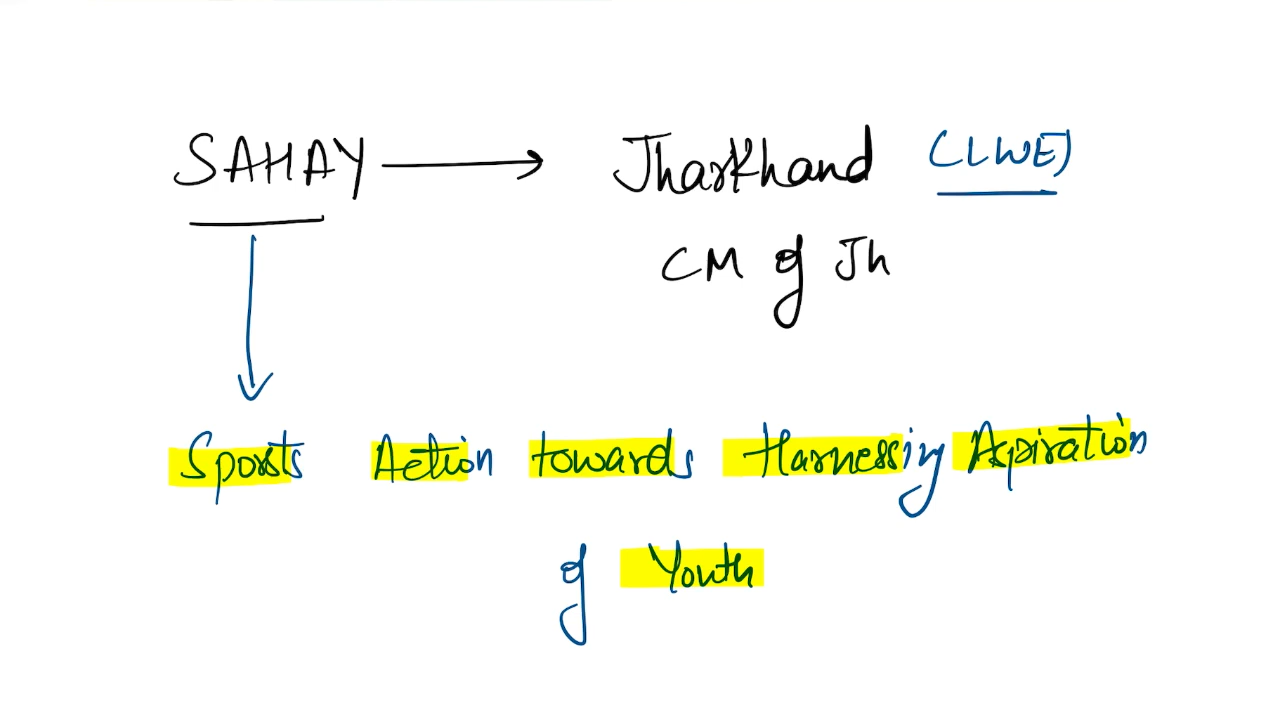 SAHAY → Jharkhand (LWE)
CM of Jh
Sports Action towards Harnessing Aspiration
of Youth